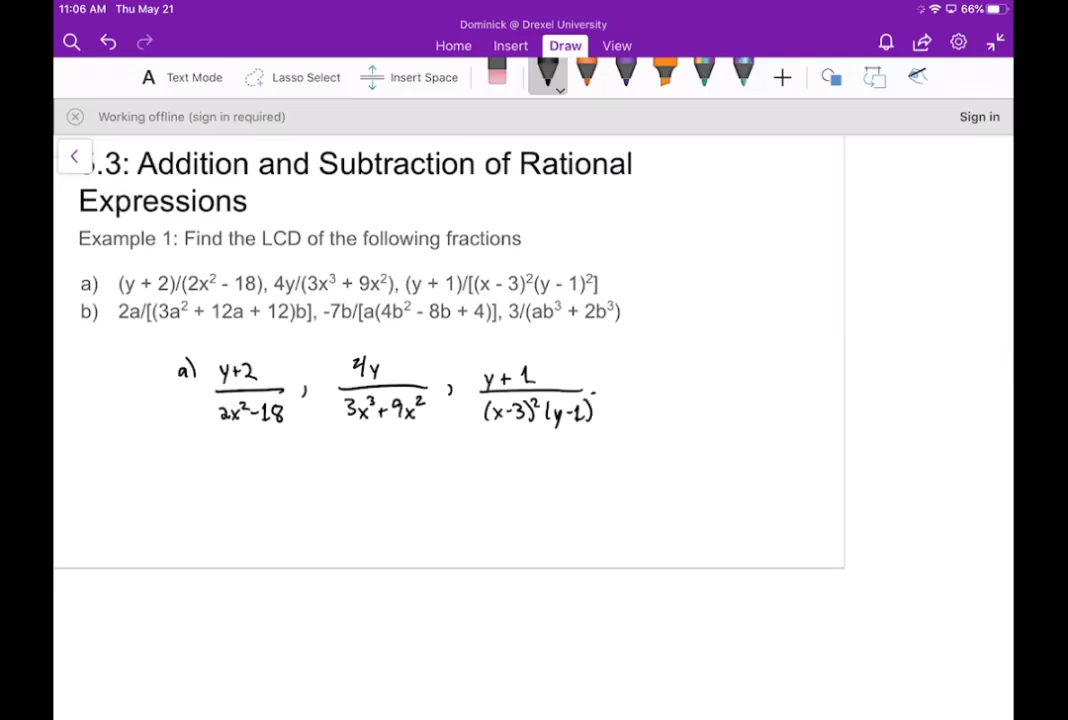 11:06 AM Thu May 21
66%
Dominick @ Drexel University
Home Insert Draw View
A Text Mode Lasso Select Insert Space
Working offline (sign in required) Sign in
.3: Addition and Subtraction of Rational
Expressions
Example 1: Find the LCD of the following fractions
a) (y + 2)/(2x² - 18), 4y/(3x³ + 9x²), (y + 1)/[(x - 3)²(y - 1)²]
b) 2a/[(3a² + 12a + 12)b], -7b/[a(4b² - 8b + 4)], 3/(ab³ + 2b³)
a) y+2 , 4y , y + 1
2x²-18 3x³+9x² (x-3)² (y-1)